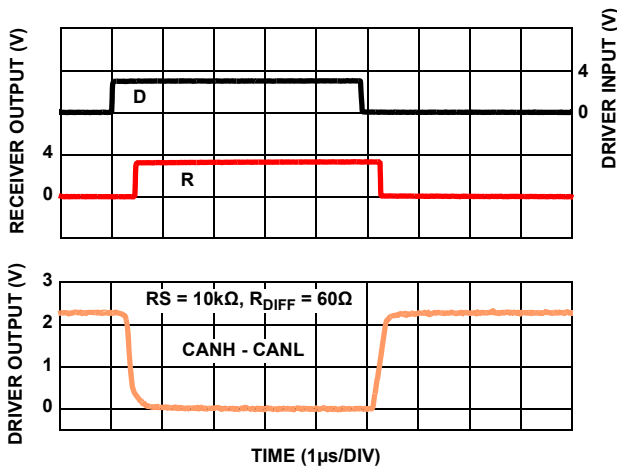 RECEIVER OUTPUT (V)
DRIVER INPUT (V)
4
0
D
4
0
R
DRIVER OUTPUT (V)
3
2
1
0
RS = 10kΩ, RDIFF = 60Ω
CANH - CANL
TIME (1µs/DIV)